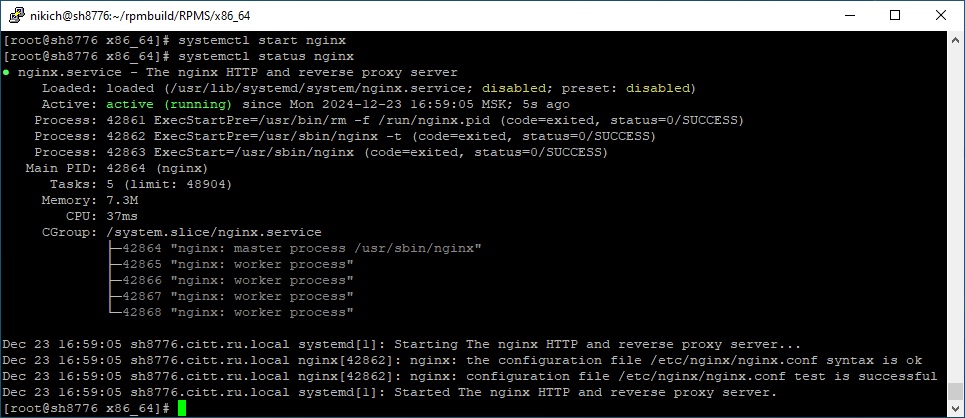 nikich@sh8776:~/rpmbuild/RPMS/x86_64
[root@sh8776 x86_64]# systemctl start nginx
[root@sh8776 x86_64]# systemctl status nginx
● nginx.service - The nginx HTTP and reverse proxy server
Loaded: loaded (/usr/lib/systemd/system/nginx.service; disabled; preset: disabled)
Active: active (running) since Mon 2024-12-23 16:59:05 MSK; 5s ago
Process: 42861 ExecStartPre=/usr/bin/rm -f /run/nginx.pid (code=exited, status=0/SUCCESS)
Process: 42862 ExecStartPre=/usr/sbin/nginx -t (code=exited, status=0/SUCCESS)
Process: 42863 ExecStart=/usr/sbin/nginx (code=exited, status=0/SUCCESS)
Main PID: 42864 (nginx)
Tasks: 5 (limit: 48904)
Memory: 7.3M
CPU: 37ms
CGroup: /system.slice/nginx.service
├─42864 "nginx: master process /usr/sbin/nginx"
├─42865 "nginx: worker process"
├─42866 "nginx: worker process"
├─42867 "nginx: worker process"
└─42868 "nginx: worker process"
Dec 23 16:59:05 sh8776.citt.ru.local systemd[1]: Starting The nginx HTTP and reverse proxy server...
Dec 23 16:59:05 sh8776.citt.ru.local nginx[42862]: nginx: the configuration file /etc/nginx/nginx.conf syntax is ok
Dec 23 16:59:05 sh8776.citt.ru.local nginx[42862]: nginx: configuration file /etc/nginx/nginx.conf test is successful
Dec 23 16:59:05 sh8776.citt.ru.local systemd[1]: Started The nginx HTTP and reverse proxy server.
[root@sh8776 x86_64]#